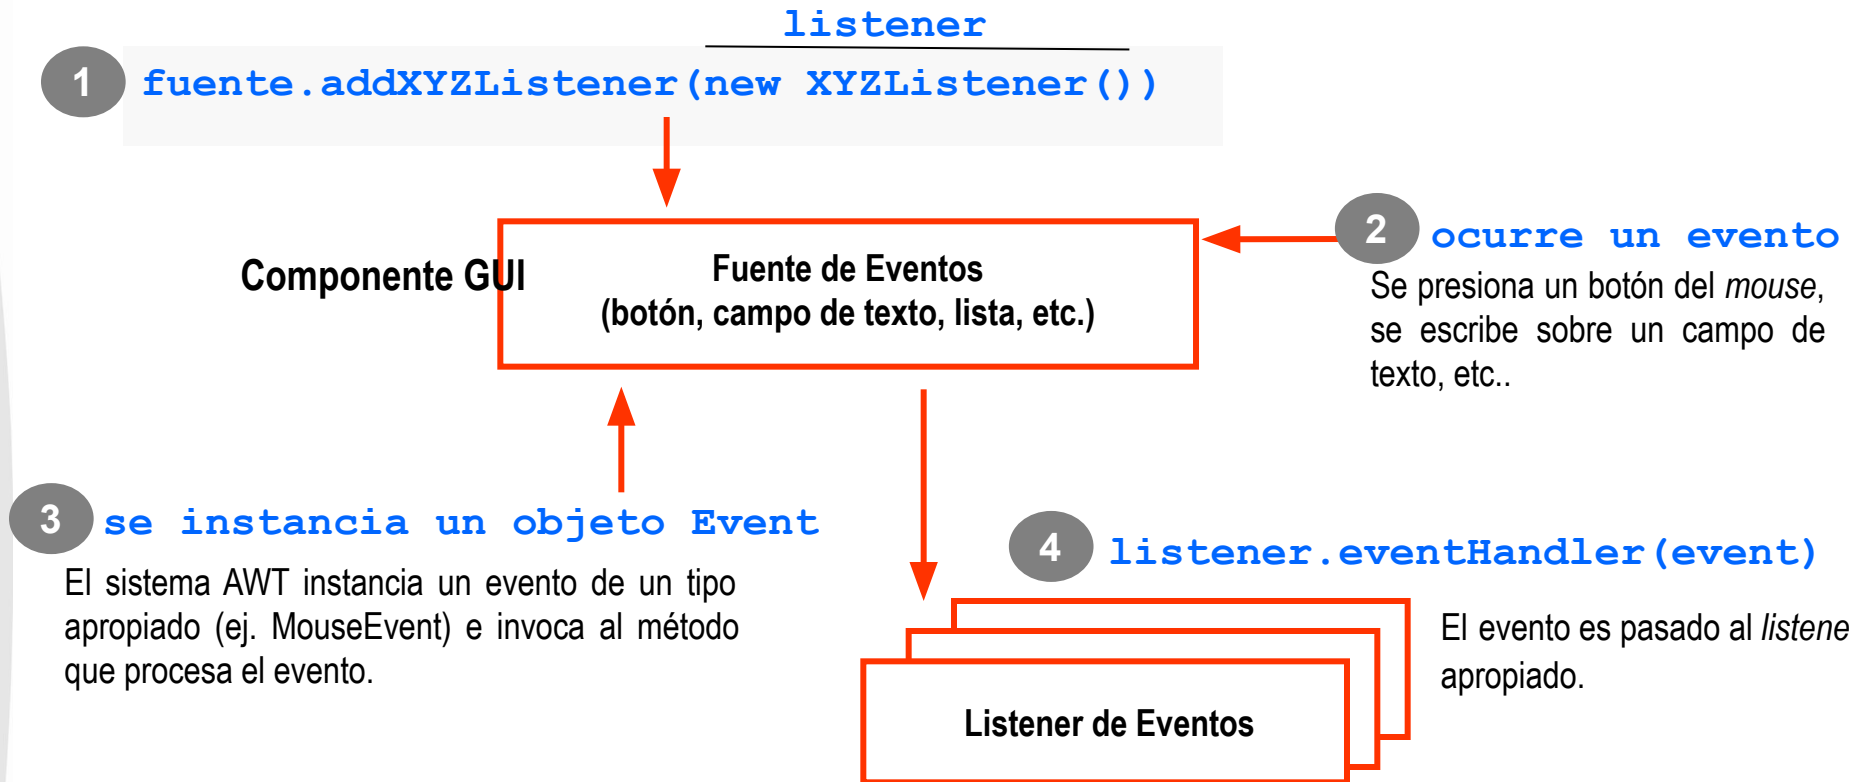 listener
1 fuente.addXYZListener(new XYZListener())
2 ocurre un evento
Se presiona un botón del mouse,
se escribe sobre un campo de
texto, etc..
Componente GUI
Fuente de Eventos
(botón, campo de texto, lista, etc.)
3 se instancia un objeto Event
El sistema AWT instancia un evento de un tipo
apropiado (ej. MouseEvent) e invoca al método
que procesa el evento.
4 listener.eventHandler(event)
El evento es pasado al listene
apropiado.
Listener de Eventos